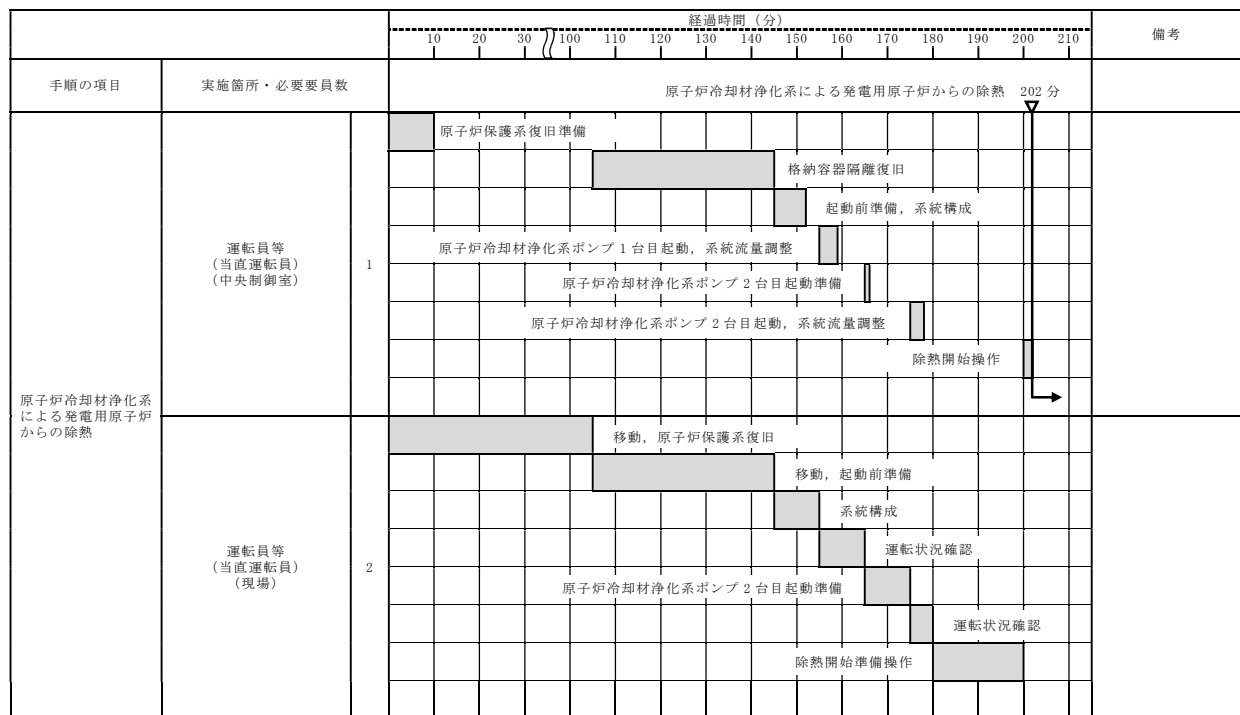 経過時間（分）
備考
10 20 30 100 110 120 130 140 150 160 170 180 190 200 210
手順の項目
実施箇所・必要要員数
原子炉冷却材浄化系による発電用原子炉からの除熱 202 分
原子炉保護系復旧準備
格納容器隔離復旧
起動前準備，系統構成
運転員等
（当直運転員）
（中央制御室）
1
原子炉冷却材浄化系ポンプ 1 台目起動，系統流量調整
原子炉冷却材浄化系ポンプ 2 台目起動準備
原子炉冷却材浄化系ポンプ 2 台目起動，系統流量調整
除熱開始操作
原子炉冷却材浄化系
による発電用原子炉
からの除熱
移動，原子炉保護系復旧
移動，起動前準備
系統構成
運転員等
（当直運転員）
（現場）
2
運転状況確認
原子炉冷却材浄化系ポンプ 2 台目起動準備
運転状況確認
除熱開始準備操作